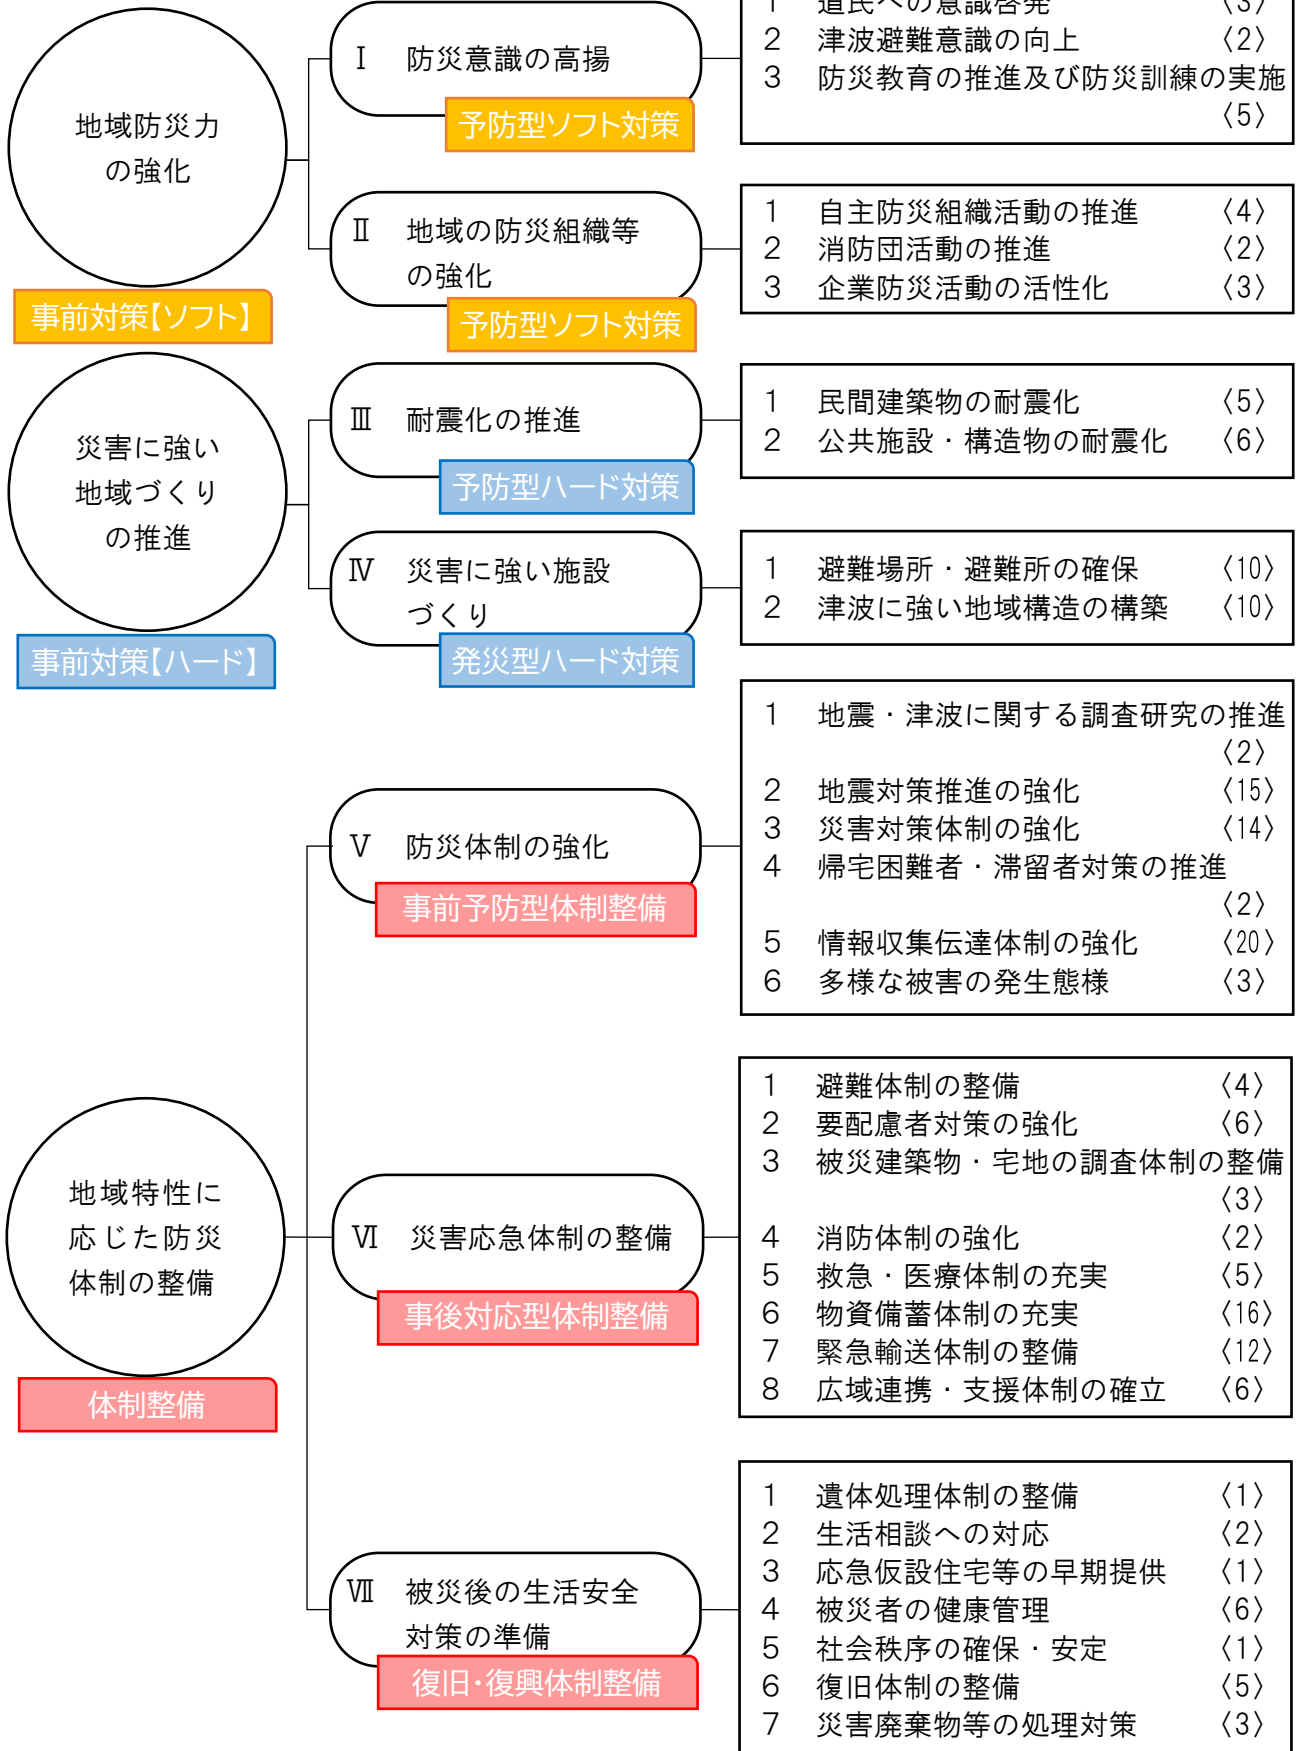 地域防災力
の強化
事前対策【ソフト】
Ⅰ 防災意識の高揚
予防型ソフト対策
1 道民への意識啓発 〈3〉
2 津波避難意識の向上 〈2〉
3 防災教育の推進及び防災訓練の実施
〈5〉
Ⅱ 地域の防災組織等
の強化
予防型ソフト対策
1 自主防災組織活動の推進 〈4〉
2 消防団活動の推進 〈2〉
3 企業防災活動の活性化 〈3〉
災害に強い
地域づくり
の推進
事前対策【ハード】
Ⅲ 耐震化の推進
予防型ハード対策
1 民間建築物の耐震化 〈5〉
2 公共施設・構造物の耐震化 〈6〉
Ⅳ 災害に強い施設
づくり
発災型ハード対策
1 避難場所・避難所の確保 〈10〉
2 津波に強い地域構造の構築 〈10〉
地域特性に
応じた防災
体制の整備
体制整備
Ⅴ 防災体制の強化
事前予防型体制整備
1 地震・津波に関する調査研究の推進
〈2〉
2 地震対策推進の強化 〈15〉
3 災害対策体制の強化 〈14〉
4 帰宅困難者・滞留者対策の推進
〈2〉
5 情報収集伝達体制の強化 〈20〉
6 多様な被害の発生態様 〈3〉
Ⅵ 災害応急体制の整備
事後対応型体制整備
1 避難体制の整備 〈4〉
2 要配慮者対策の強化 〈6〉
3 被災建築物・宅地の調査体制の整備
〈3〉
4 消防体制の強化 〈2〉
5 救急・医療体制の充実 〈5〉
6 物資備蓄体制の充実 〈16〉
7 緊急輸送体制の整備 〈12〉
8 広域連携・支援体制の確立 〈6〉
Ⅶ 被災後の生活安全
対策の準備
復旧・復興体制整備
1 遺体処理体制の整備 〈1〉
2 生活相談への対応 〈2〉
3 応急仮設住宅等の早期提供 〈1〉
4 被災者の健康管理 〈6〉
5 社会秩序の確保・安定 〈1〉
6 復旧体制の整備 〈5〉
7 災害廃棄物等の処理対策 〈3〉